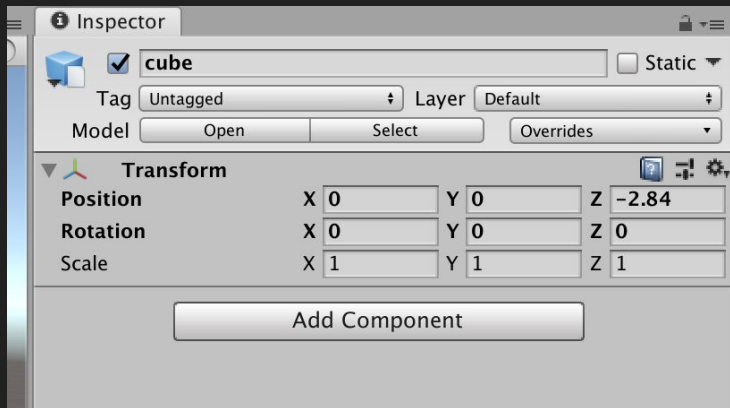 Inspector
cube Static
Tag Untagged Layer Default
Model Open Select Overrides
Transform
Position X 0 Y 0 Z -2.84
Rotation X 0 Y 0 Z 0
Scale X 1 Y 1 Z 1
Add Component